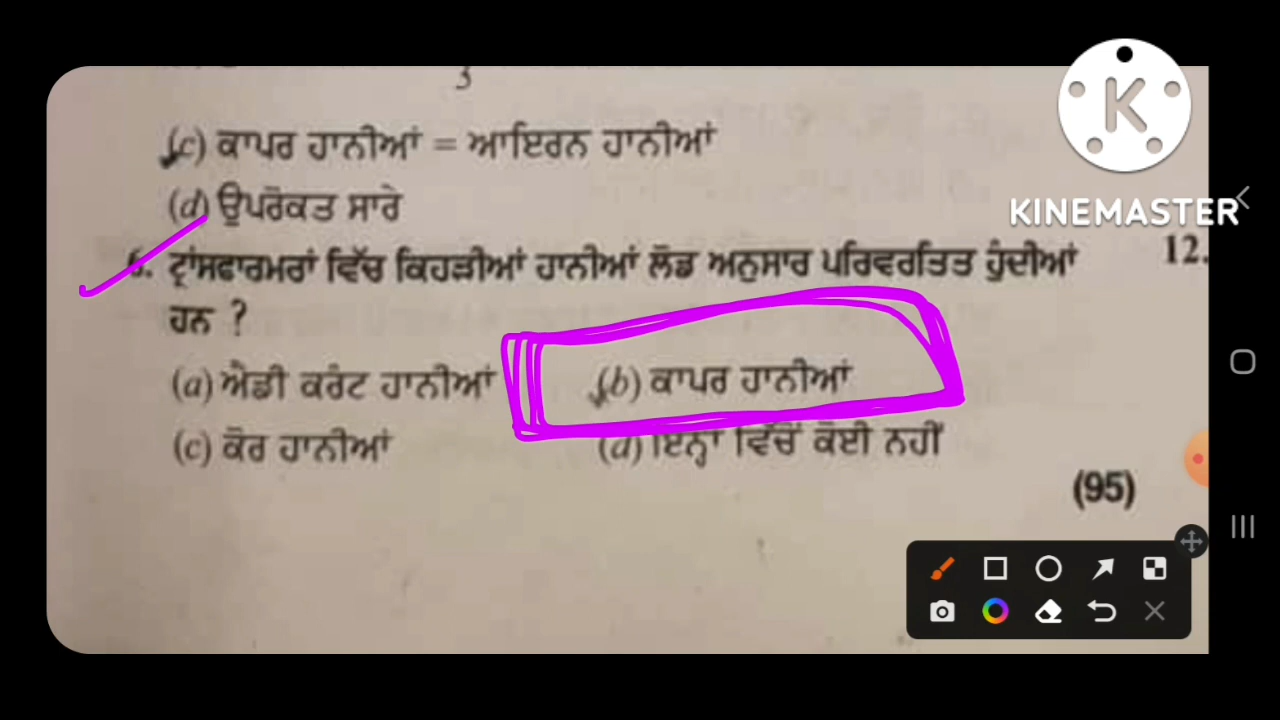 3
(c) ਕਾਪਰ ਹਾਨੀਆਂ = ਆਇਰਨ ਹਾਨੀਆਂ
(d) ਉਪਰੋਕਤ ਸਾਰੇ
6. ਟ੍ਰਾਂਸਫਾਰਮਰਾਂ ਵਿੱਚ ਕਿਹੜੀਆਂ ਹਾਨੀਆਂ ਲੋਡ ਅਨੁਸਾਰ ਪਰਿਵਰਤਿਤ ਹੁੰਦੀਆਂ
ਹਨ ?
(a) ਐਡੀ ਕਰੰਟ ਹਾਨੀਆਂ (b) ਕਾਪਰ ਹਾਨੀਆਂ
(c) ਕੋਰ ਹਾਨੀਆਂ (d) ਇਨ੍ਹਾਂ ਵਿੱਚੋਂ ਕੋਈ ਨਹੀਂ
(95)
12.
K
KINEMASTER